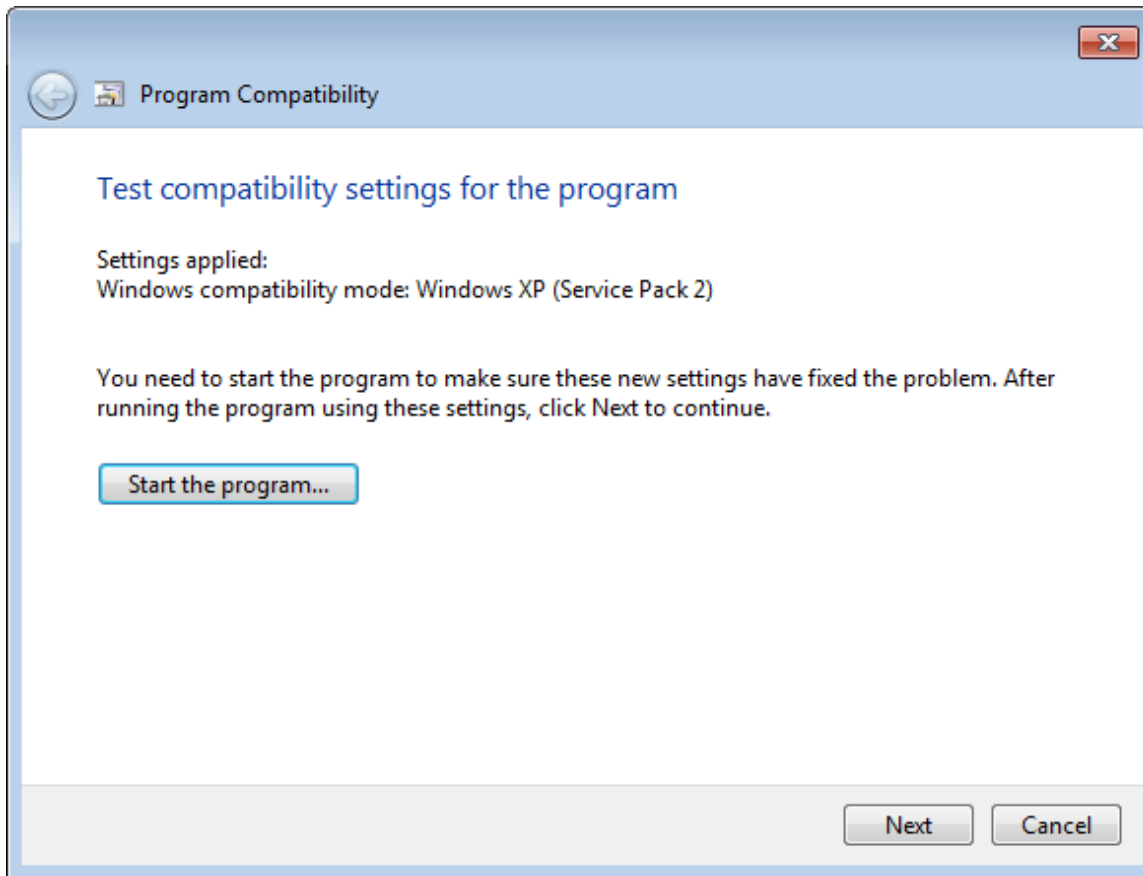 Program Compatibility
Test compatibility settings for the program
Settings applied:
Windows compatibility mode: Windows XP (Service Pack 2)
You need to start the program to make sure these new settings have fixed the problem. After
running the program using these settings, click Next to continue.
Start the program...
Next
Cancel